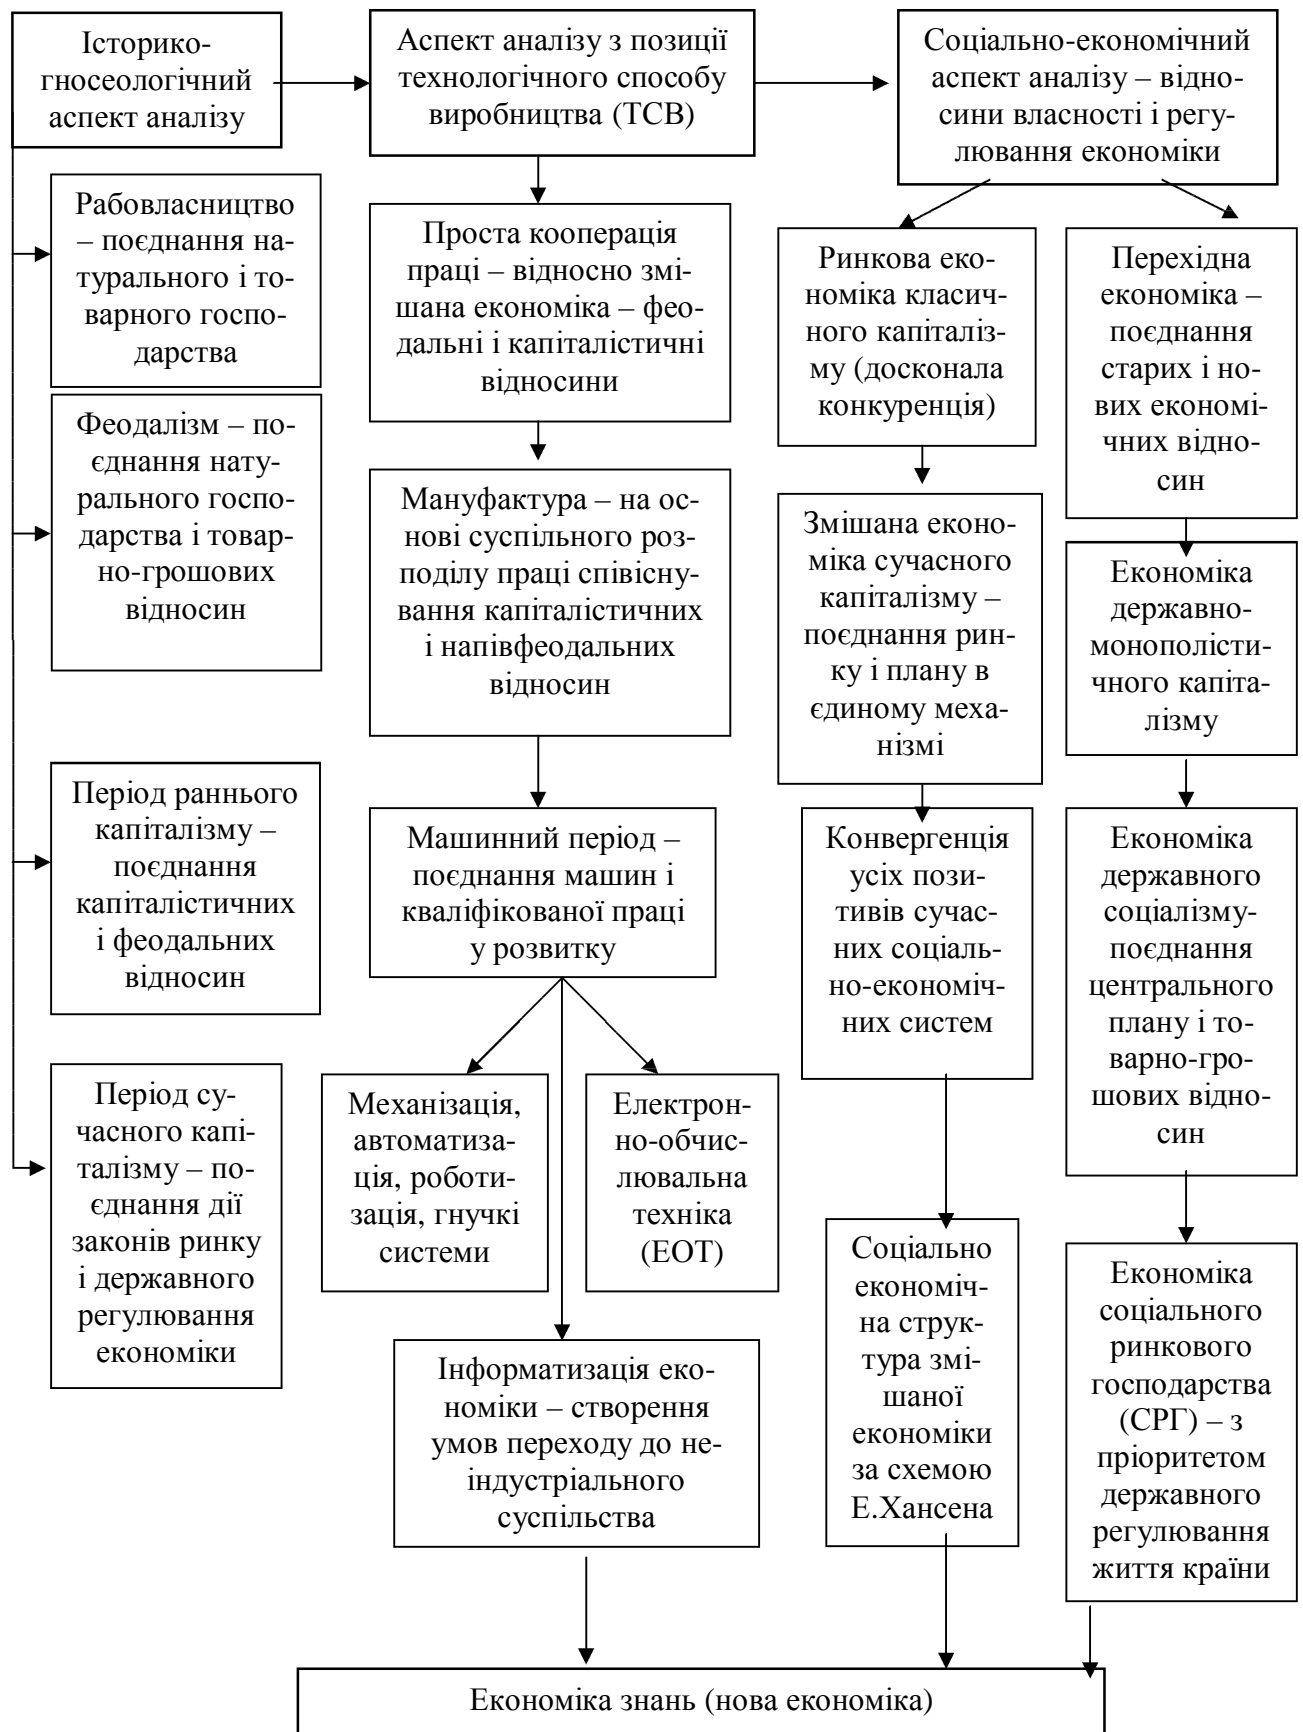 Історико-
гносеологічний
аспект аналізу
Аспект аналізу з позиції
технологічного способу
виробництва (ТСВ)
Соціально-економічний
аспект аналізу – відно-
сини власності і регу-
лювання економіки
Рабовласництво
– поєднання на-
турального і то-
варного госпо-
дарства
Феодалізм – по-
єднання нату-
рального госпо-
дарства і товар-
но-грошових
відносин
Період раннього
капіталізму –
поєднання
капіталістичних
і феодальних
відносин
Період су-
часного капі-
талізму – по-
єднання дії
законів ринку
і державного
регулювання
економіки
Проста кооперація
праці – відносно змі-
шана економіка – фео-
дальні і капіталістичні
відносини
Мануфактура – на ос-
нові суспільного роз-
поділу праці співісну-
вання капіталістичних
і напівфеодальних
відносин
Машинний період –
поєднання машин і
кваліфікованої праці
у розвитку
Механізація,
автоматиза-
ція, роботи-
зація, гнучкі
системи
Електрон-
но-обчис-
лювальна
техніка
(ЕОТ)
Інформатизація еко-
номіки – створення
умов переходу до не-
індустріального
суспільства
Ринкова еко-
номіка класич-
ного капіталіз-
му (досконала
конкуренція)
Змішана еконо-
міка сучасного
капіталізму –
поєднання рин-
ку і плану в
єдиному меха-
нізмі
Конвергенція
усіх пози-
тивів сучас-
них соціаль-
но-економіч-
них систем
Соціально
економіч-
на струк-
тура змі-
шаної
економіки
за схемою
Е.Хансена
Перехідна
економіка –
поєднання
старих і но-
вих економі-
чних відно-
син
Економіка
державно-
монополісти-
чного капіта-
лізму
Економіка
державного
соціалізму-
поєднання
центрального
плану і то-
варно-гро-
шових відно-
син
Економіка
соціального
ринкового
господарства
(СРГ) – з
пріоритетом
державного
регулювання
життя країни
Економіка знань (нова економіка)